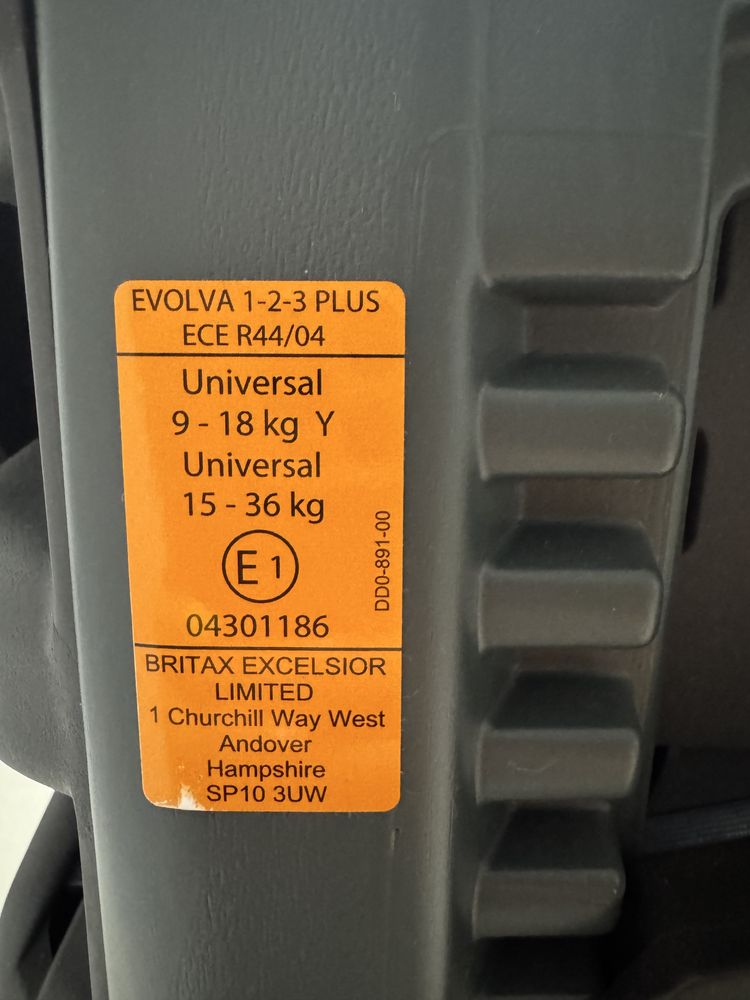 EVOLVA 1-2-3 PLUS
ECE R44/04
Universal
9 - 18 kg Y
Universal
15 - 36 kg
E 1
DD0-891-00
04301186
BRITAX EXCELSIOR
LIMITED
1 Churchill Way West
Andover
Hampshire
SP10 3UW